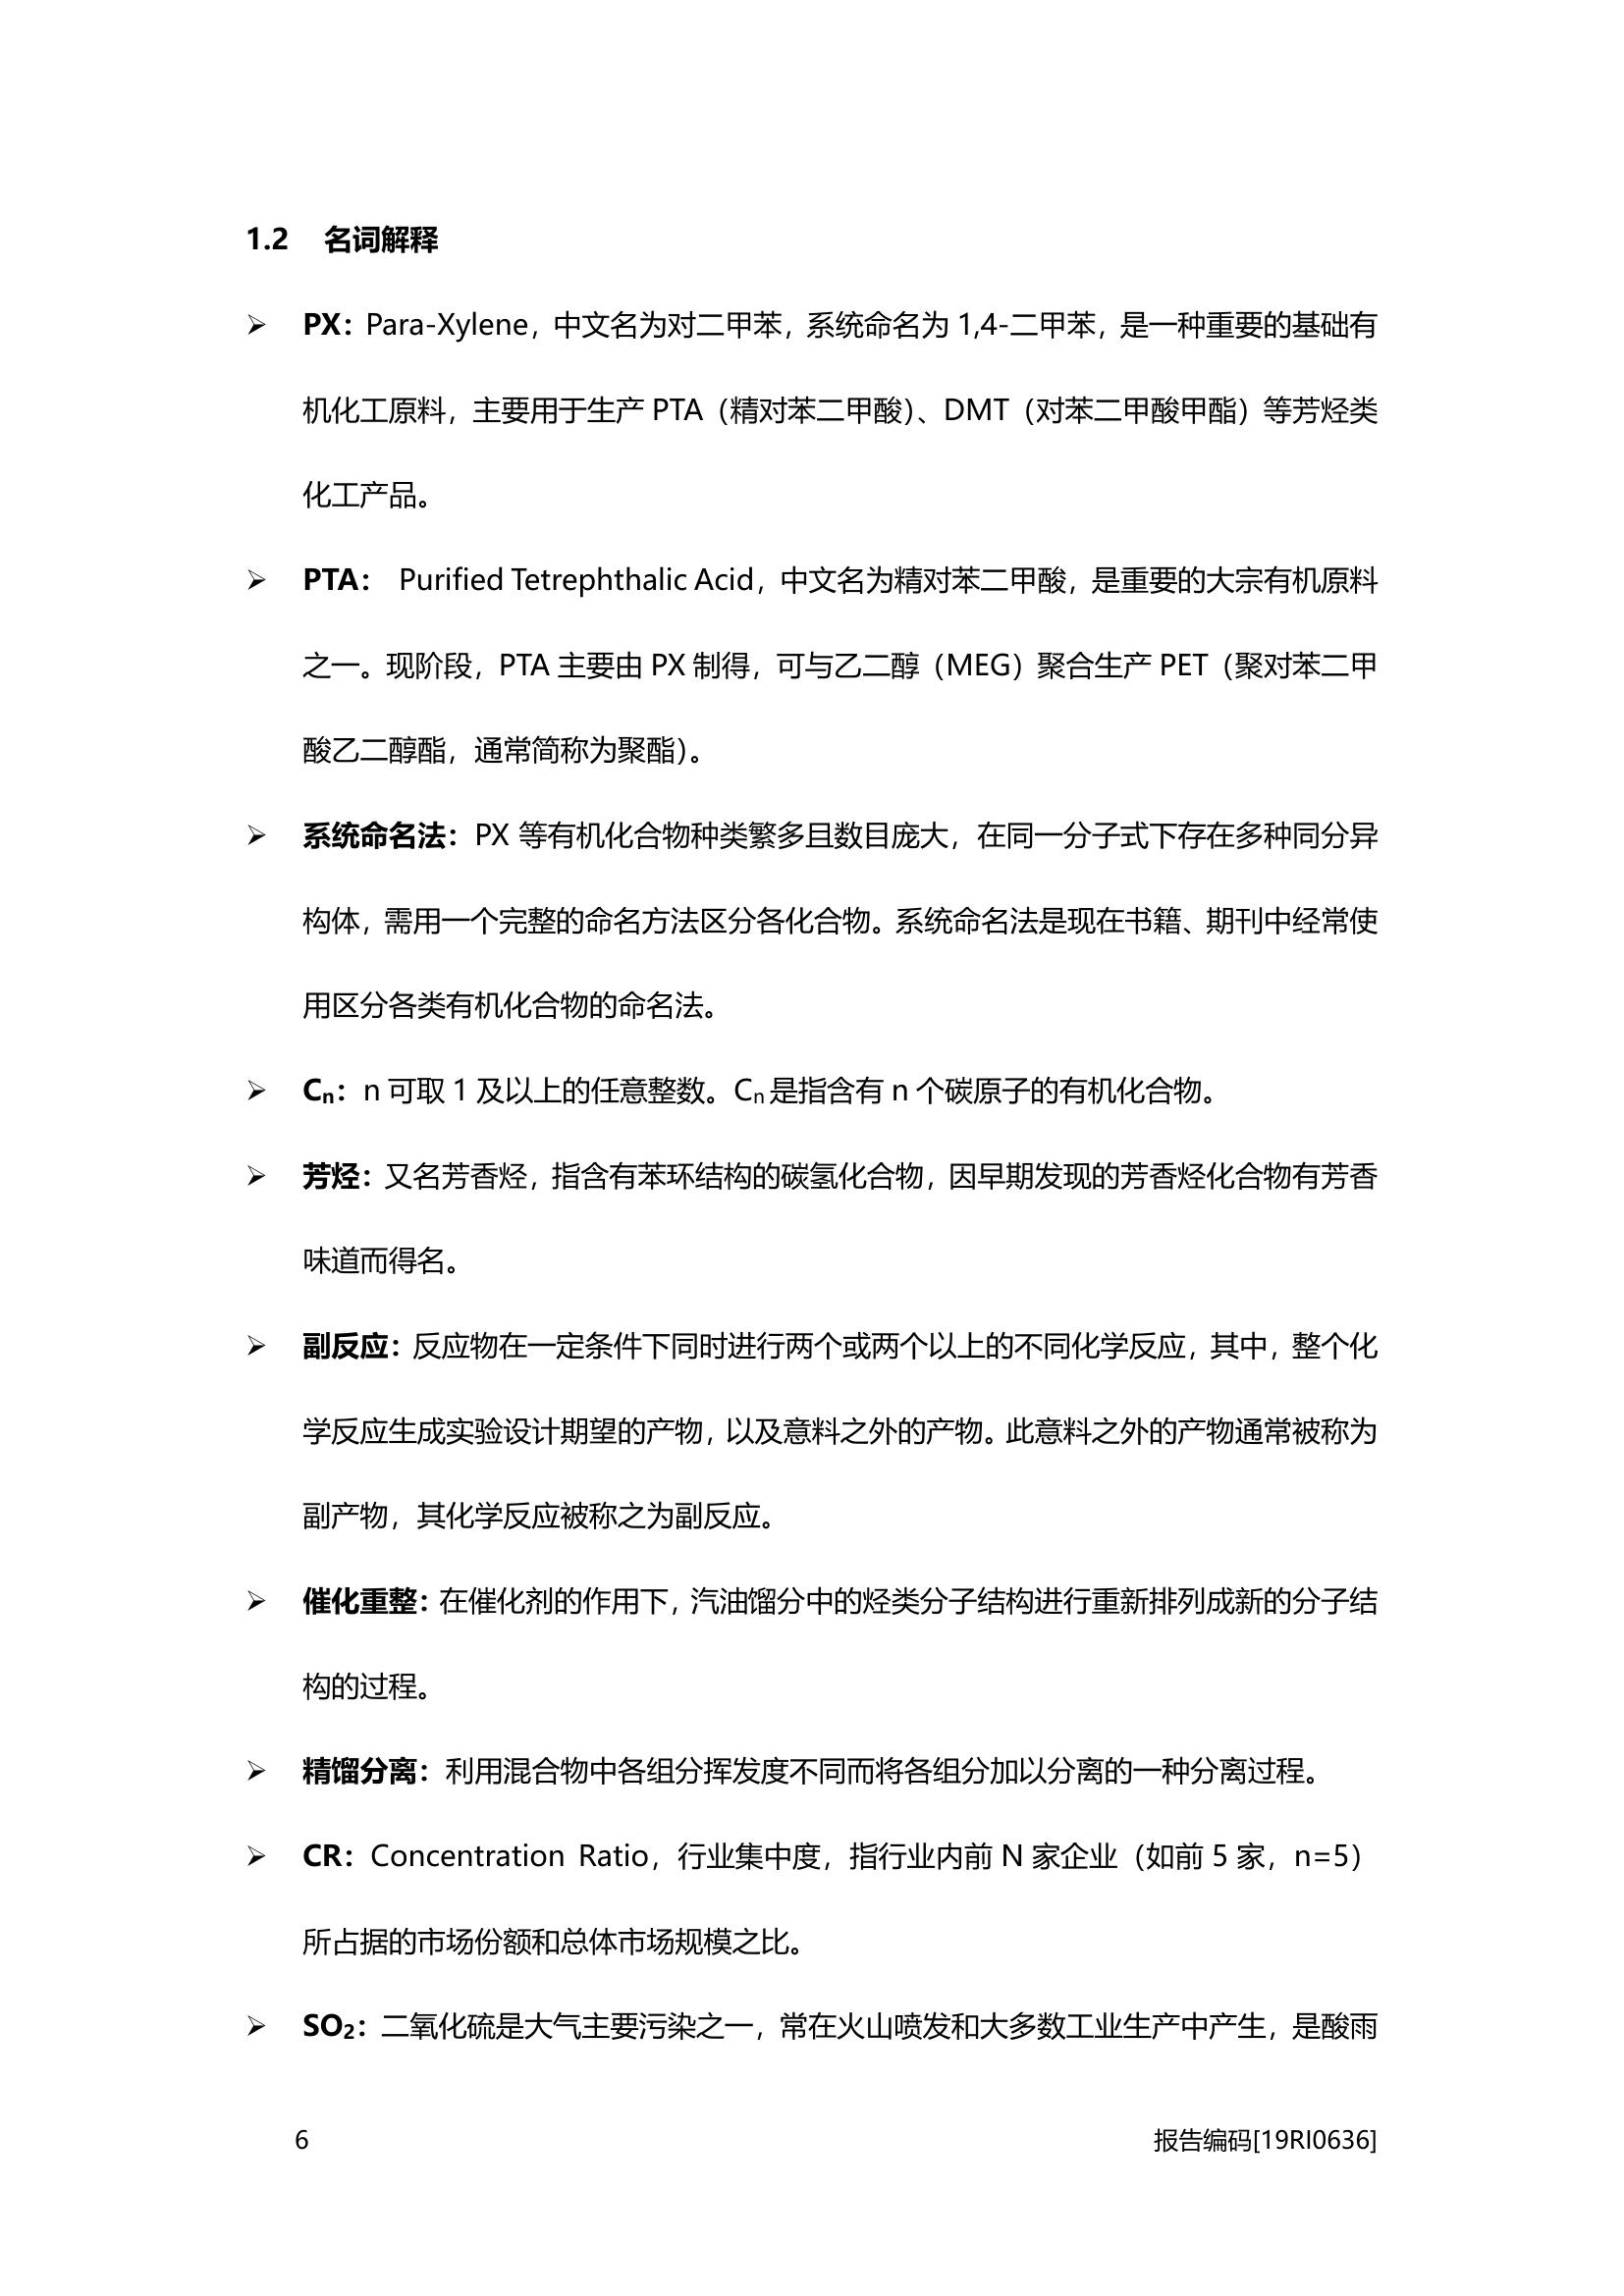 1.2 名词解释
➢ PX：Para-Xylene，中文名为对二甲苯，系统命名为 1,4-二甲苯，是一种重要的基础有
机化工原料，主要用于生产 PTA（精对苯二甲酸）、DMT（对苯二甲酸甲酯）等芳烃类
化工产品。
➢ PTA： Purified Tetrephthalic Acid，中文名为精对苯二甲酸，是重要的大宗有机原料
之一。现阶段，PTA 主要由 PX 制得，可与乙二醇（MEG）聚合生产 PET（聚对苯二甲
酸乙二醇酯，通常简称为聚酯）。
➢ 系统命名法：PX 等有机化合物种类繁多且数目庞大，在同一分子式下存在多种同分异
构体，需用一个完整的命名方法区分各化合物。系统命名法是现在书籍、期刊中经常使
用区分各类有机化合物的命名法。
➢ Cₙ：n 可取 1 及以上的任意整数。Cₙ 是指含有 n 个碳原子的有机化合物。
➢ 芳烃：又名芳香烃，指含有苯环结构的碳氢化合物，因早期发现的芳香烃化合物有芳香
味道而得名。
➢ 副反应：反应物在一定条件下同时进行两个或两个以上的不同化学反应，其中，整个化
学反应生成实验设计期望的产物，以及意料之外的产物。此意料之外的产物通常被称为
副产物，其化学反应被称之为副反应。
➢ 催化重整：在催化剂的作用下，汽油馏分中的烃类分子结构进行重新排列成新的分子结
构的过程。
➢ 精馏分离：利用混合物中各组分挥发度不同而将各组分加以分离的一种分离过程。
➢ CR：Concentration Ratio，行业集中度，指行业内前 N 家企业（如前 5 家，n=5）
所占据的市场份额和总体市场规模之比。
➢ SO₂：二氧化硫是大气主要污染之一，常在火山喷发和大多数工业生产中产生，是酸雨
6 报告编码[19RI0636]